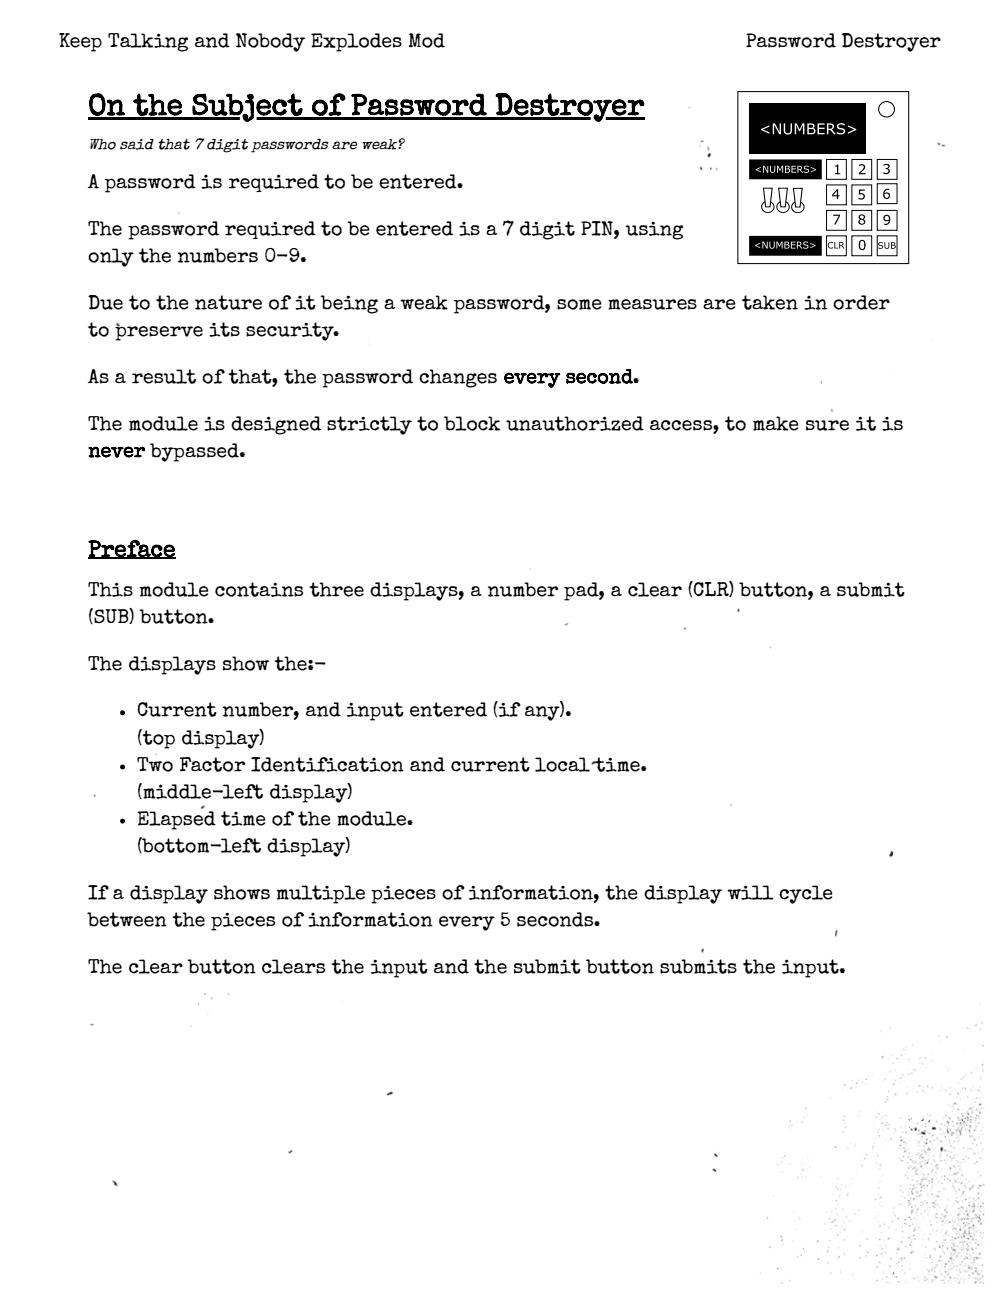 Keep Talking and Nobody Explodes Mod
Password Destroyer
On the Subject of Password Destroyer
Who said that 7 digit passwords are weak?
A password is required to be entered.
The password required to be entered is a 7 digit PIN, using
only the numbers 0-9.
<NUMBERS>
<NUMBERS> 1 2 3
4 5 6
7 8 9
<NUMBERS> CLR 0 SUB
Due to the nature of it being a weak password, some measures are taken in order
to preserve its security.
As a result of that, the password changes every second.
The module is designed strictly to block unauthorized access, to make sure it is
never bypassed.
Preface
This module contains three displays, a number pad, a clear (CLR) button, a submit
(SUB) button.
The displays show the:-
• Current number, and input entered (if any).
(top display)
• Two Factor Identification and current local time.
(middle-left display)
• Elapsed time of the module.
(bottom-left display)
If a display shows multiple pieces of information, the display will cycle
between the pieces of information every 5 seconds.
The clear button clears the input and the submit button submits the input.